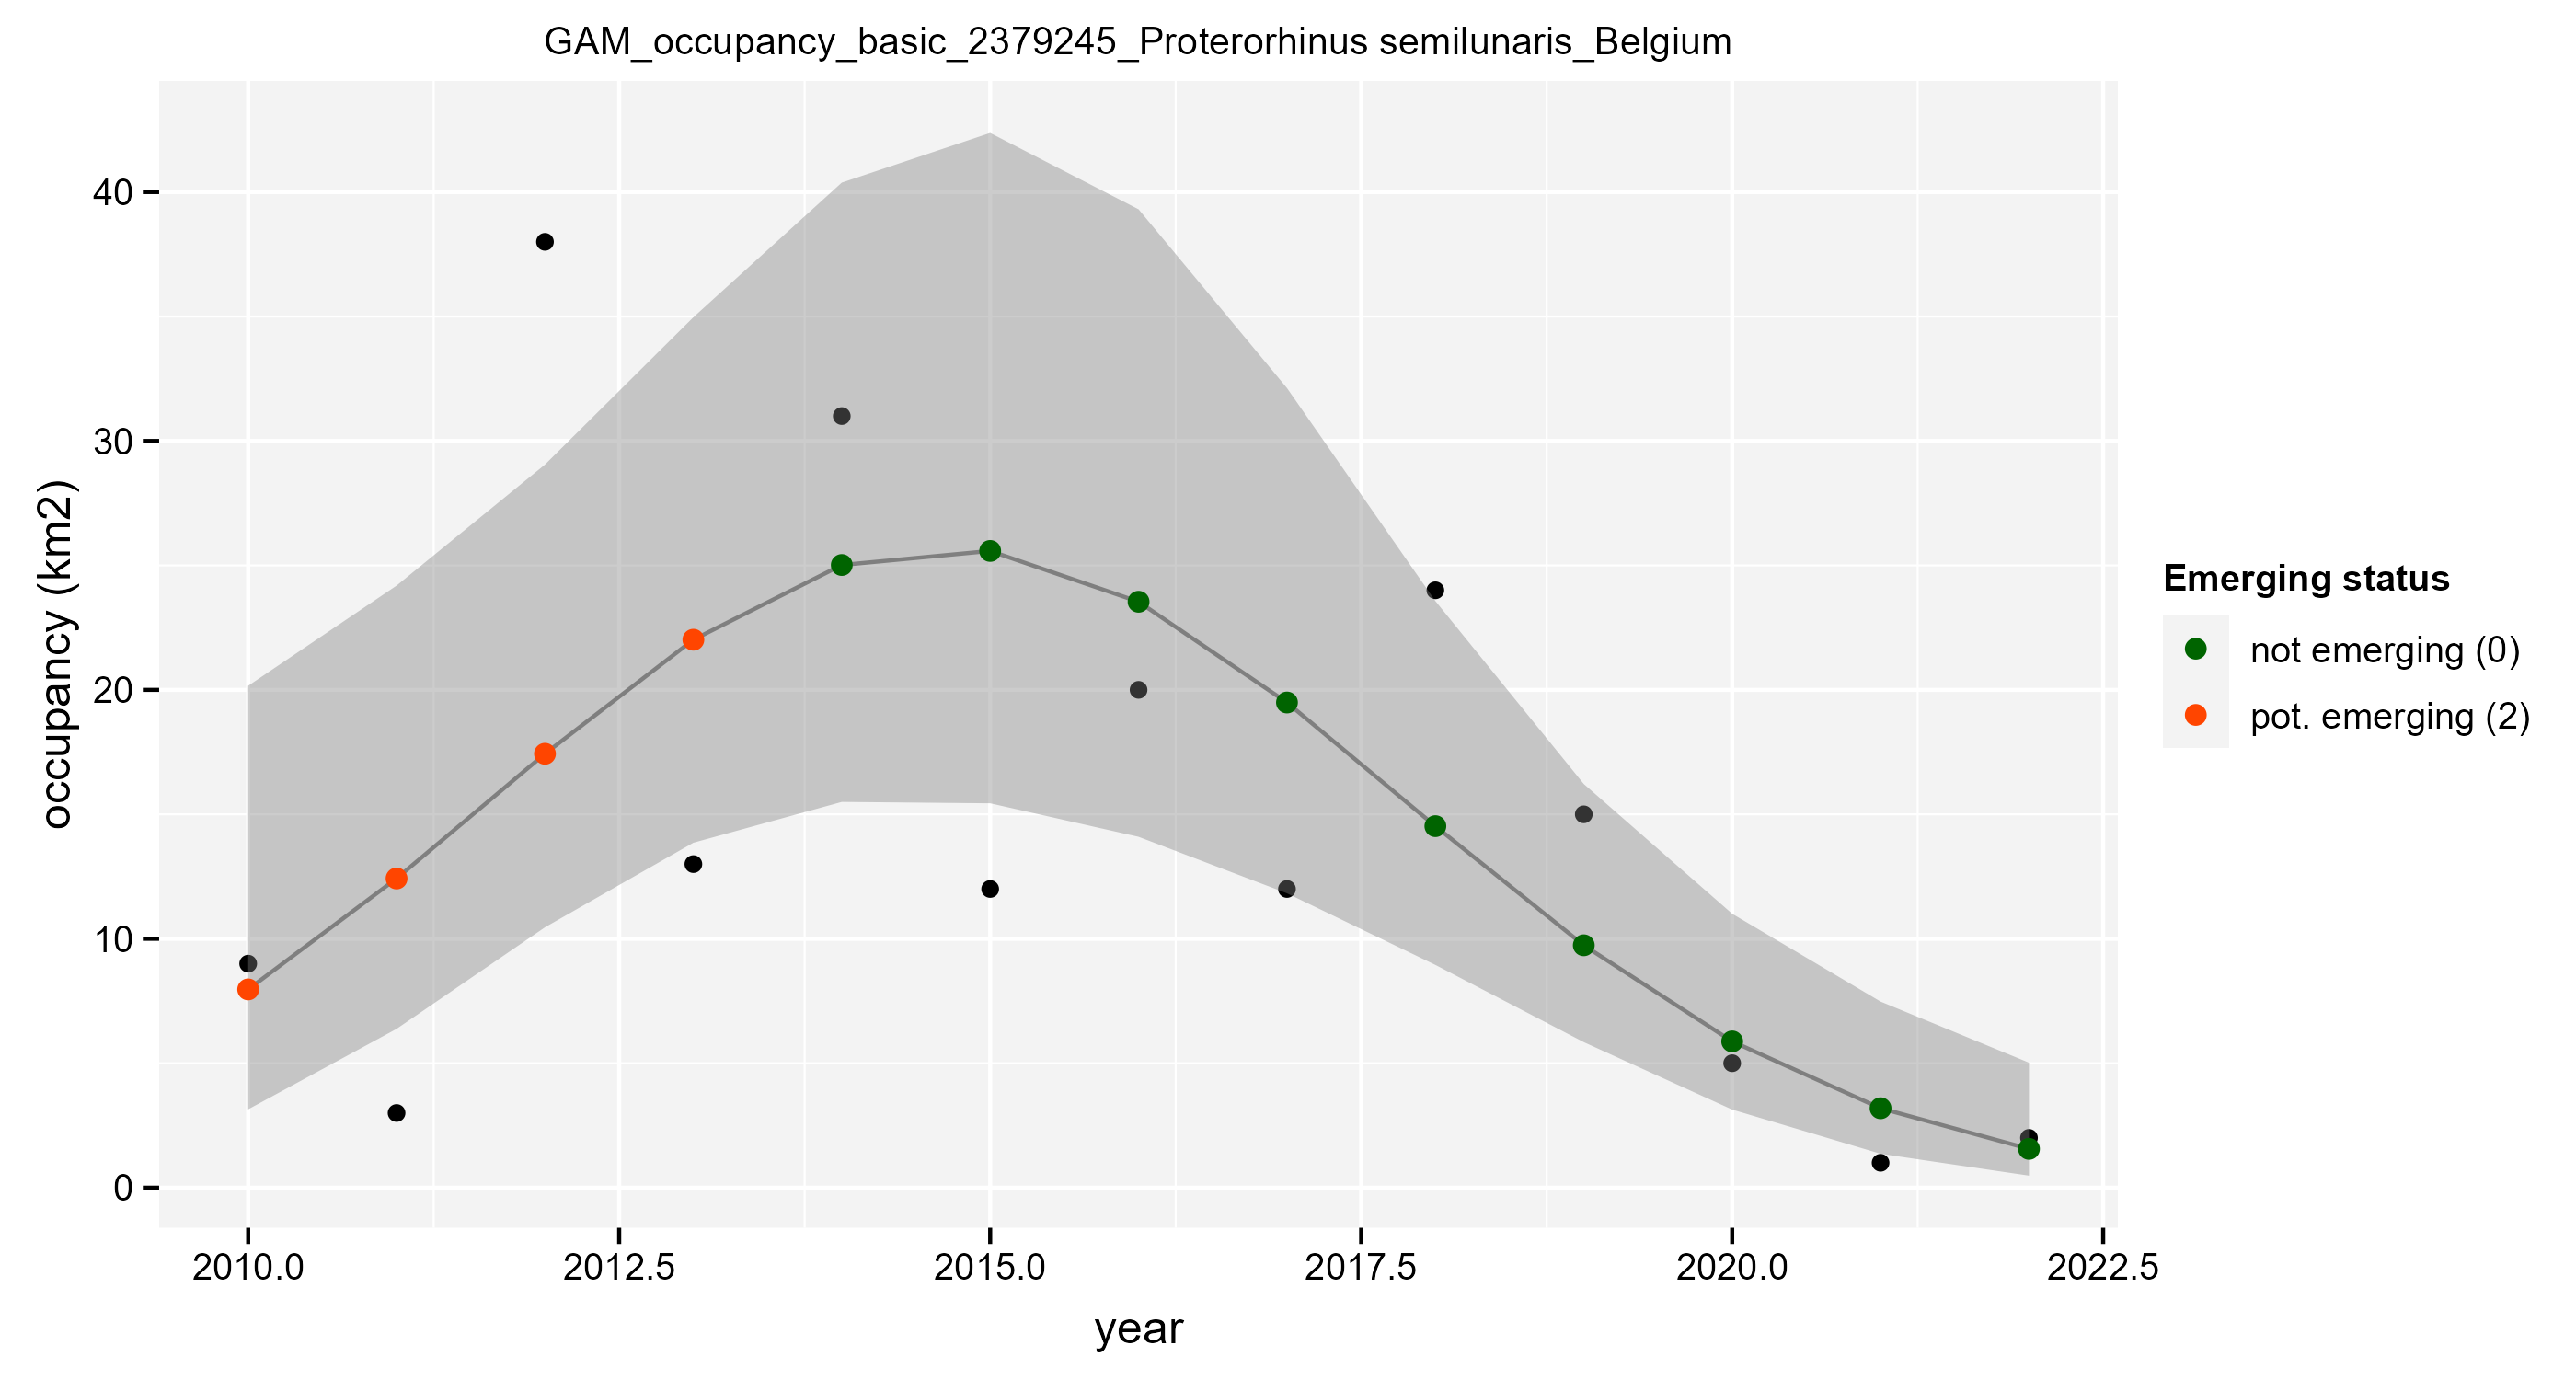 GAM_occupancy_basic_2379245_Proterorhinus semilunaris_Belgium
occupancy (km2)
40
30
20
10
0
2010.0 2012.5 2015.0 2017.5 2020.0 2022.5
year
Emerging status
not emerging (0)
pot. emerging (2)